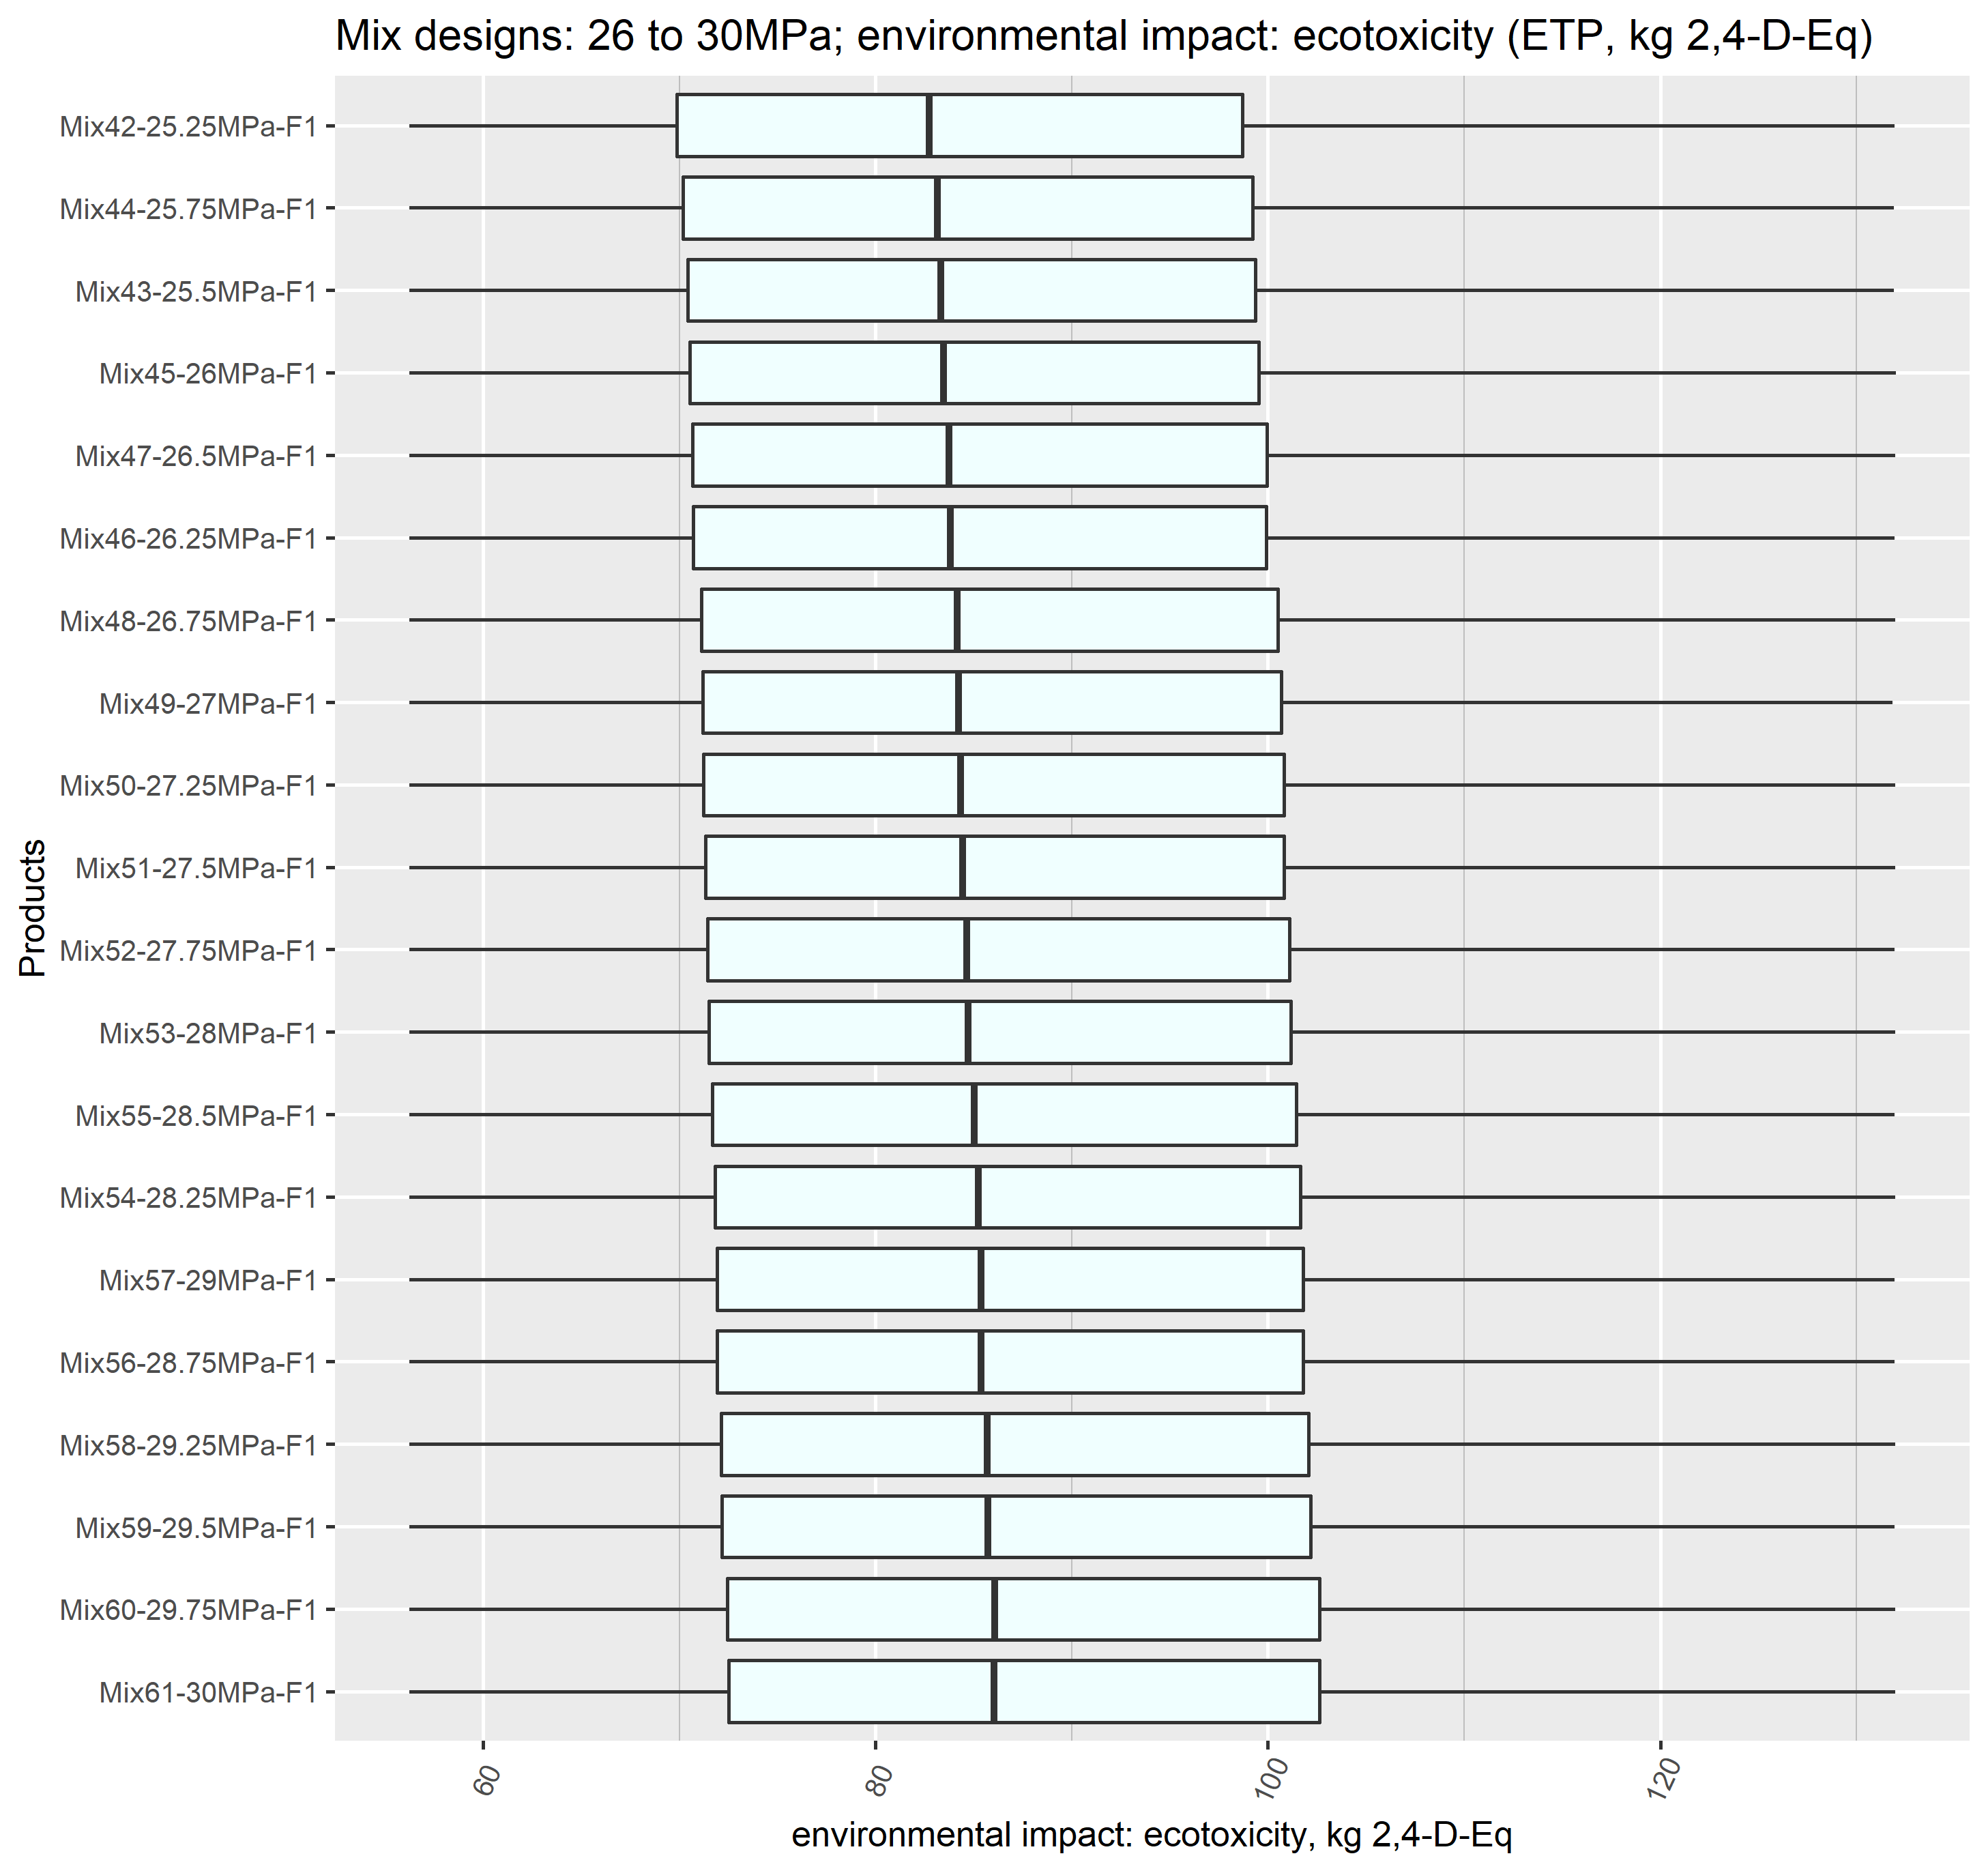 Mix designs: 26 to 30MPa; environmental impact: ecotoxicity (ETP, kg 2,4-D-Eq)
Mix42-25.25MPa-F1
Mix44-25.75MPa-F1
Mix43-25.5MPa-F1
Mix45-26MPa-F1
Mix47-26.5MPa-F1
Mix46-26.25MPa-F1
Mix48-26.75MPa-F1
Mix49-27MPa-F1
Mix50-27.25MPa-F1
Mix51-27.5MPa-F1
Mix52-27.75MPa-F1
Mix53-28MPa-F1
Mix55-28.5MPa-F1
Mix54-28.25MPa-F1
Mix57-29MPa-F1
Mix56-28.75MPa-F1
Mix58-29.25MPa-F1
Mix59-29.5MPa-F1
Mix60-29.75MPa-F1
Mix61-30MPa-F1
Products
60 80 100 120
environmental impact: ecotoxicity, kg 2,4-D-Eq